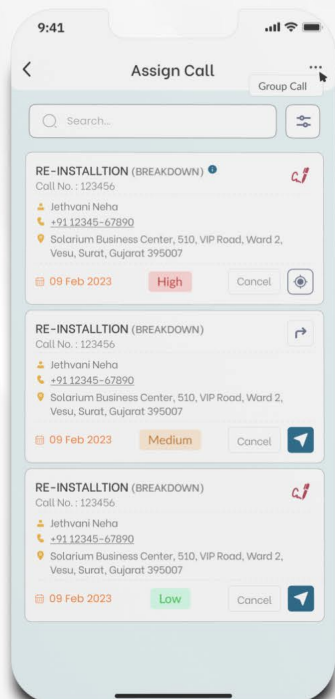 9:41
Assign Call
Group Call
Search...
RE-INSTALLTION (BREAKDOWN)
Call No. : 123456
Jethvani Neha
+91 12345-67890
Solarium Business Center, 510, VIP Road, Ward 2,
Vesu, Surat, Gujarat 395007
09 Feb 2023 High Cancel
RE-INSTALLTION (BREAKDOWN)
Call No. : 123456
Jethvani Neha
+91 12345-67890
Solarium Business Center, 510, VIP Road, Ward 2,
Vesu, Surat, Gujarat 395007
09 Feb 2023 Medium Cancel
RE-INSTALLTION (BREAKDOWN)
Call No. : 123456
Jethvani Neha
+91 12345-67890
Solarium Business Center, 510, VIP Road, Ward 2,
Vesu, Surat, Gujarat 395007
09 Feb 2023 Low Cancel